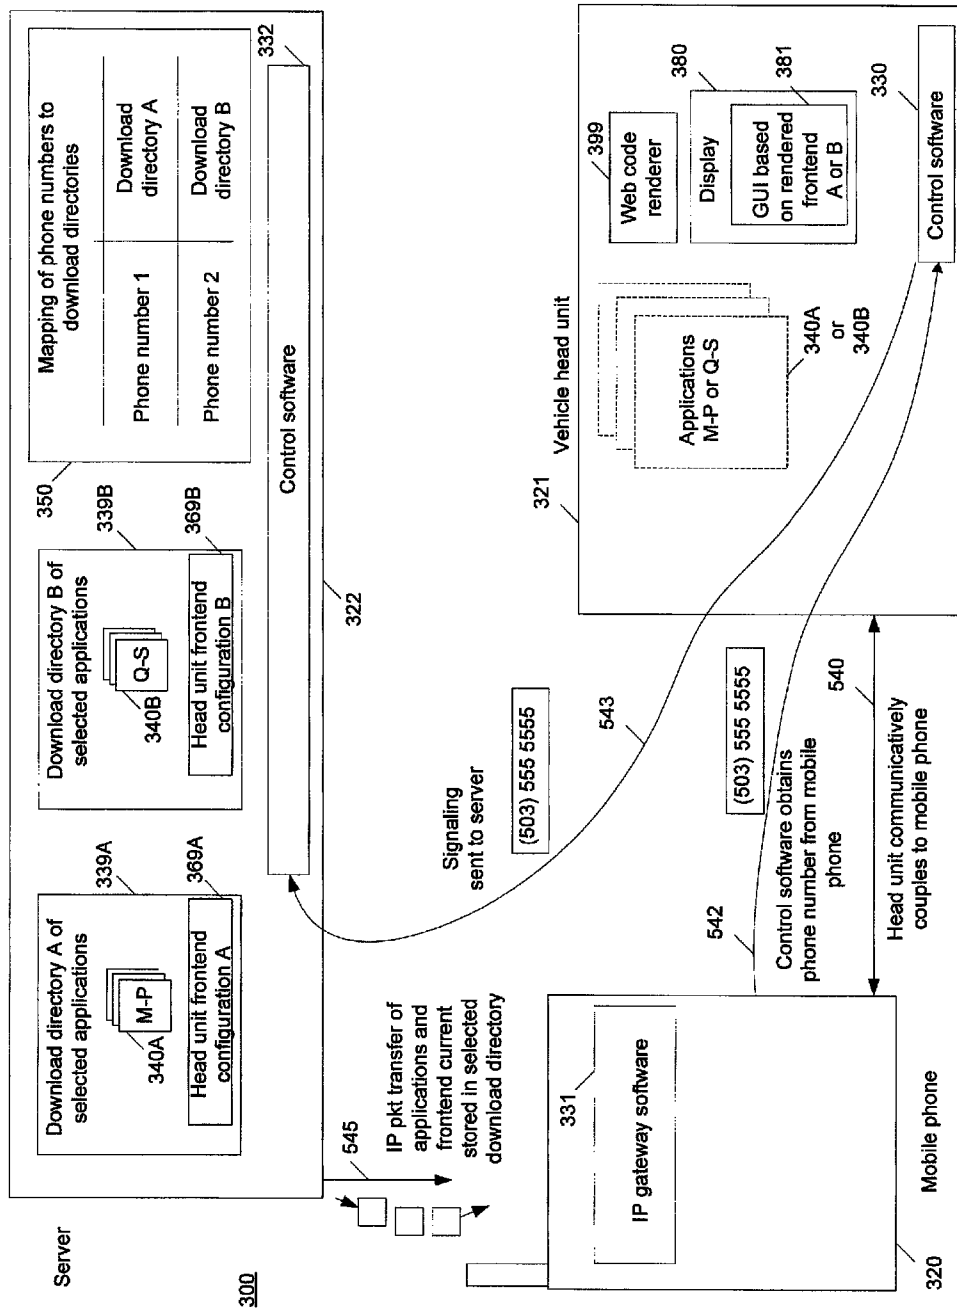 Server
300
Download directory A of
selected applications
M-P
340A
Head unit frontend
configuration A
339A
369A
Download directory B of
selected applications
Q-S
340B
Head unit frontend
configuration B
339B
369B
350
Mapping of phone numbers to
download directories
Phone number 1
Download
directory A
Phone number 2
Download
directory B
Control software
332
322
545
IP pkt transfer of
applications and
frontend current
stored in selected
download directory
Signaling
sent to server
(503) 555 5555
543
321
Vehicle head unit
Applications
M-P or Q-S
340A
or
340B
399
Web code
renderer
380
Display
381
GUI based
on rendered
frontend
A or B
330
Control software
542
Control software obtains
phone number from mobile
phone
(503) 555 5555
540
Head unit communicatively
couples to mobile phone
331
IP gateway software
Mobile phone
320